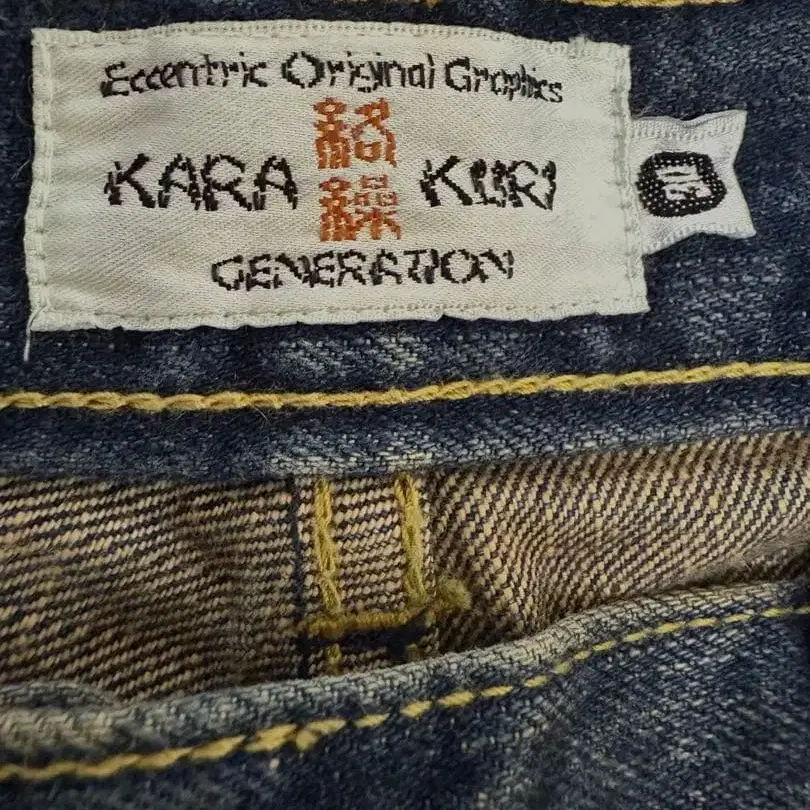 Eccentric Original Graphics
KARA 絡繰 KURI
GENERATION